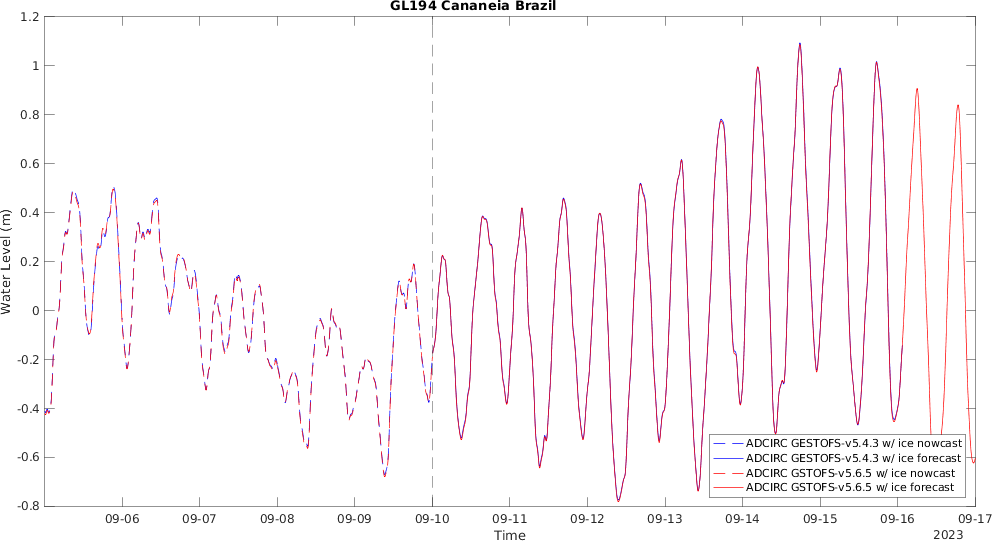 GL194 Cananeia Brazil
Water Level (m)
1.2
1
0.8
0.6
0.4
0.2
0
-0.2
-0.4
-0.6
-0.8
ADCIRC GESTOFS-v5.4.3 w/ ice nowcast
ADCIRC GESTOFS-v5.4.3 w/ ice forecast
ADCIRC GSTOFS-v5.6.5 w/ ice nowcast
ADCIRC GSTOFS-v5.6.5 w/ ice forecast
09-06 09-07 09-08 09-09 09-10 09-11 09-12 09-13 09-14 09-15 09-16 09-17
Time
2023